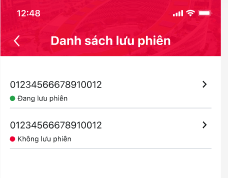 12:48
Danh sách lưu phiên
01234566678910012
Đang lưu phiên
01234566678910012
Không lưu phiên